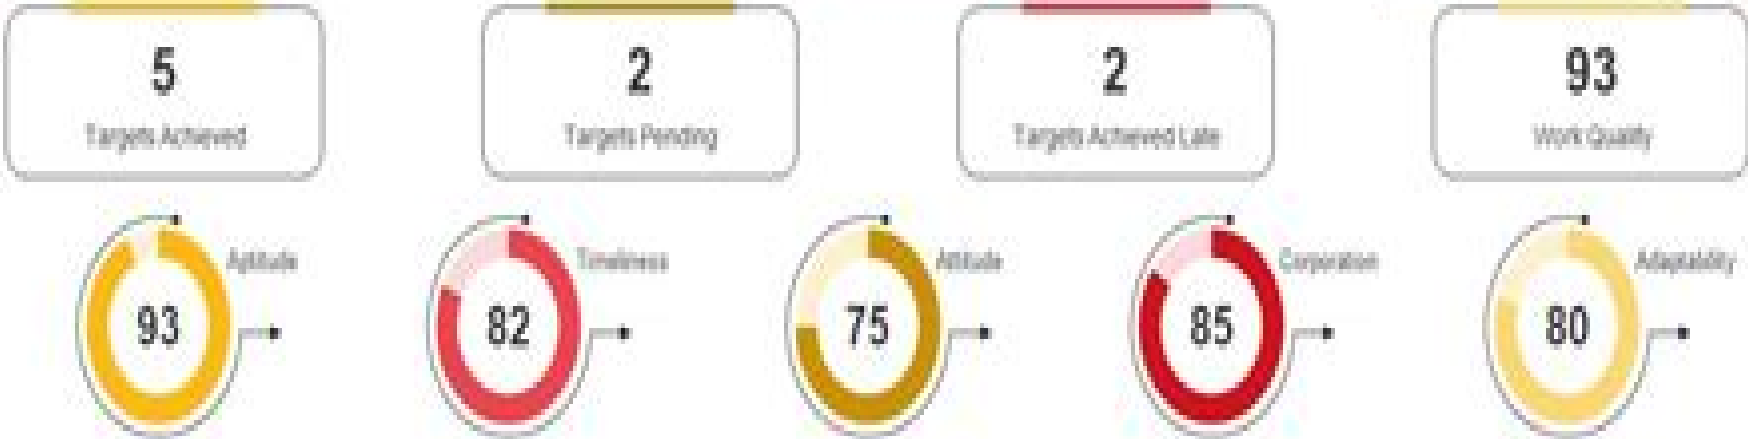 5
Targets Achieved
2
Targets Pending
2
Targets Achieved Late
93
Work Quality
Aptitude
93
Timeliness
82
Attitude
75
Corporation
85
Adaptability
80